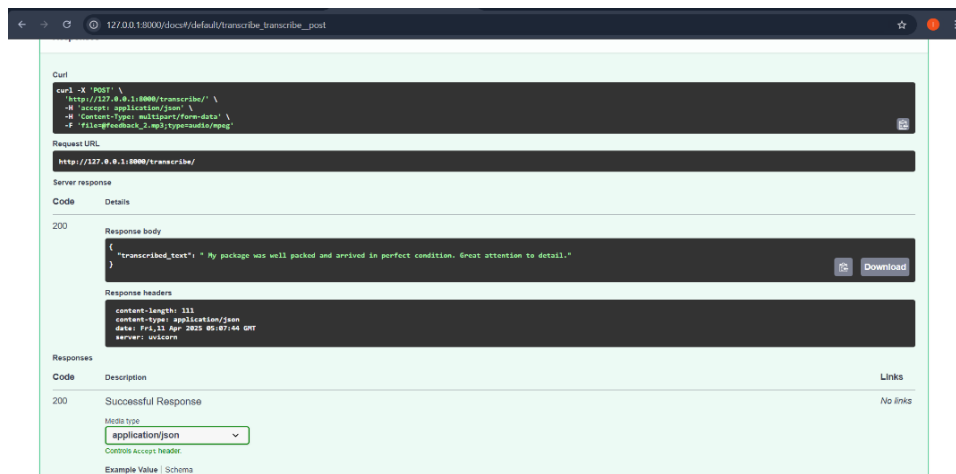 127.0.0.1:8000/docs#/default/transcribe_transcribe__post
Curl
curl -X 'POST' \
'http://127.0.0.1:8000/transcribe/' \
-H 'accept: application/json' \
-H 'Content-Type: multipart/form-data' \
-F 'file=@feedback_2.mp3;type=audio/mpeg'
Request URL
http://127.0.0.1:8000/transcribe/
Server response
Code Details
200
Response body
{
"transcribed_text": " My package was well packed and arrived in perfect condition. Great attention to detail."
}
Download
Response headers
content-length: 111
content-type: application/json
date: Fri,11 Apr 2025 05:07:44 GMT
server: uvicorn
Responses
Code Description Links
200 Successful Response No links
Media type
application/json
Controls Accept header.
Example Value | Schema